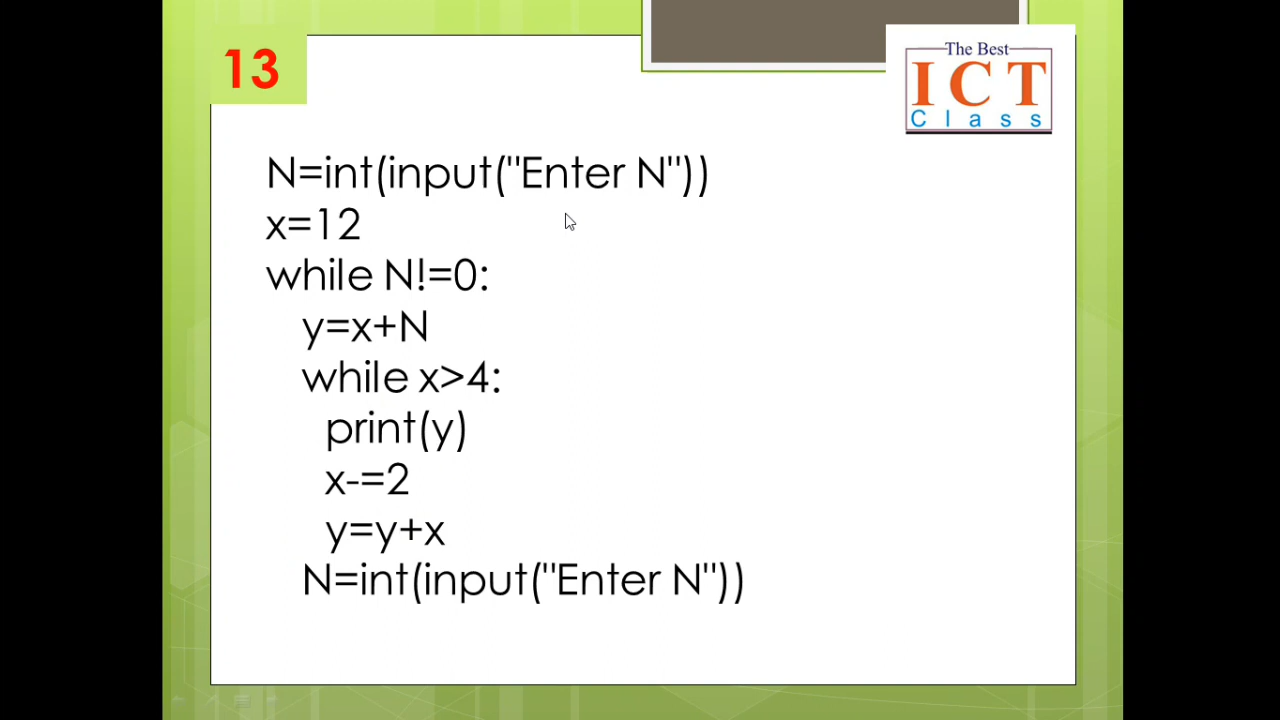 13
The Best
ICT
Class
N=int(input("Enter N"))
x=12
while N!=0:
y=x+N
while x>4:
print(y)
x-=2
y=y+x
N=int(input("Enter N"))